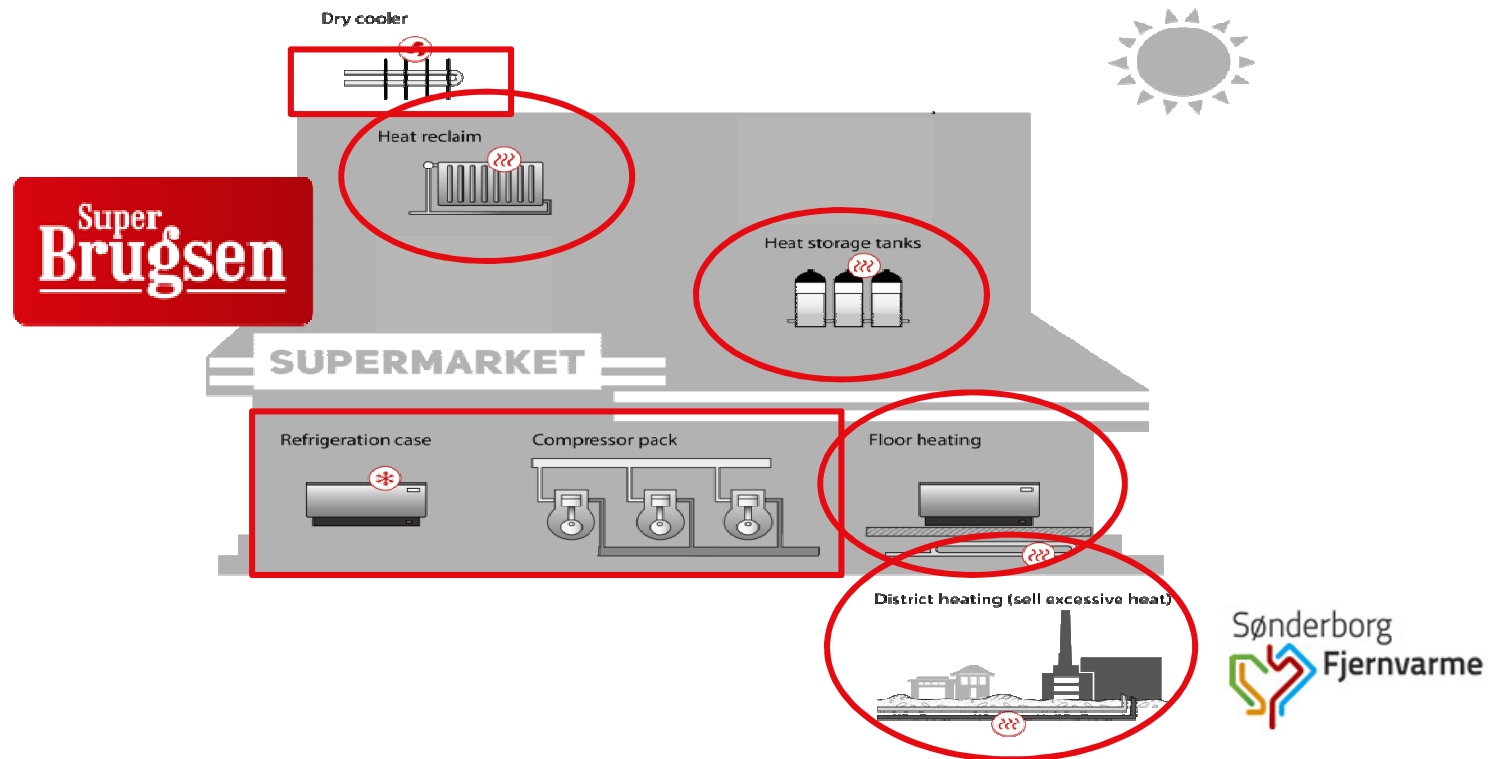 Dry cooler
Heat reclaim
Super
Brugsen
Heat storage tanks
SUPERMARKET
Refrigeration case
Compressor pack
Floor heating
District heating (sell excessive heat)
Sønderborg
Fjernvarme